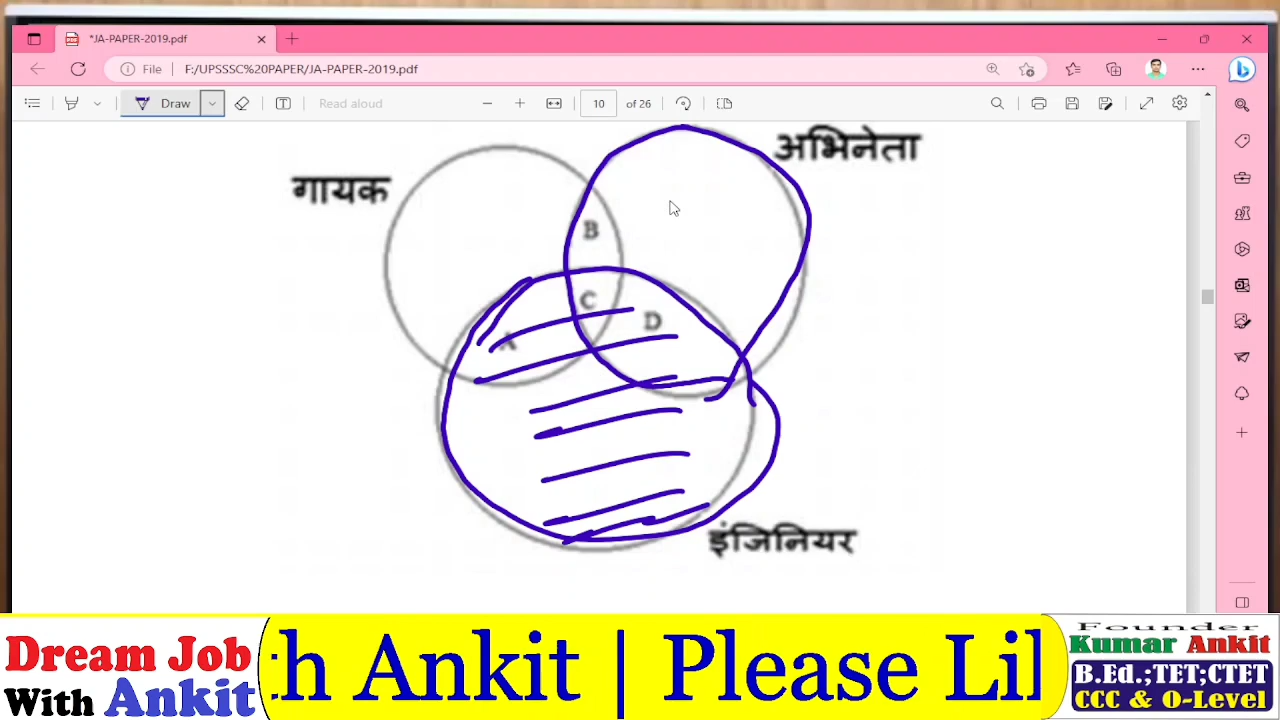 *JA-PAPER-2019.pdf
File F:/UPSSSC%20PAPER/JA-PAPER-2019.pdf
Draw Read aloud 10 of 26
अभिनेता
गायक
B
C
D
A
इंजिनियर
Dream Job
With Ankit
th Ankit | Please Lil
Founder
Kumar Ankit
B.Ed.;TET;CTET
CCC & O-Level